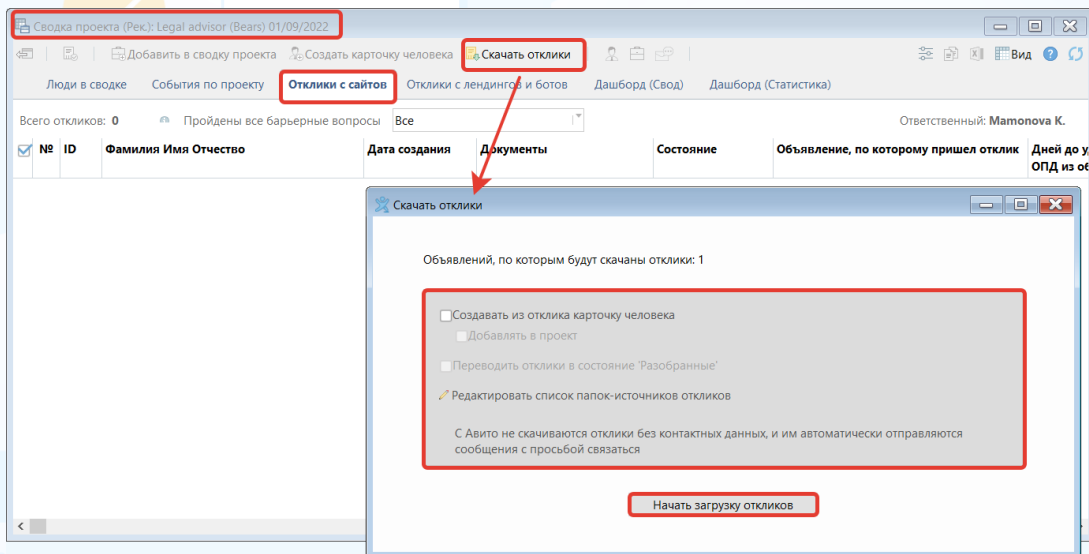 Сводка проекта (Рек.): Legal advisor (Bears) 01/09/2022
Добавить в сводку проекта Создать карточку человека Скачать отклики Вид
Люди в сводке События по проекту Отклики с сайтов Отклики с лендингов и ботов Дашборд (Свод) Дашборд (Статистика)
Всего откликов: 0 Пройдены все барьерные вопросы Все Ответственный: Mamonova K.
№ ID Фамилия Имя Отчество Дата создания Документы Состояние Объявление, по которому пришел отклик Дней до у
ОПД из об
Скачать отклики
Объявлений, по которым будут скачаны отклики: 1
Создавать из отклика карточку человека
Добавлять в проект
Переводить отклики в состояние 'Разобранные'
Редактировать список папок-источников откликов
С Авито не скачиваются отклики без контактных данных, и им автоматически отправляются
сообщения с просьбой связаться
Начать загрузку откликов